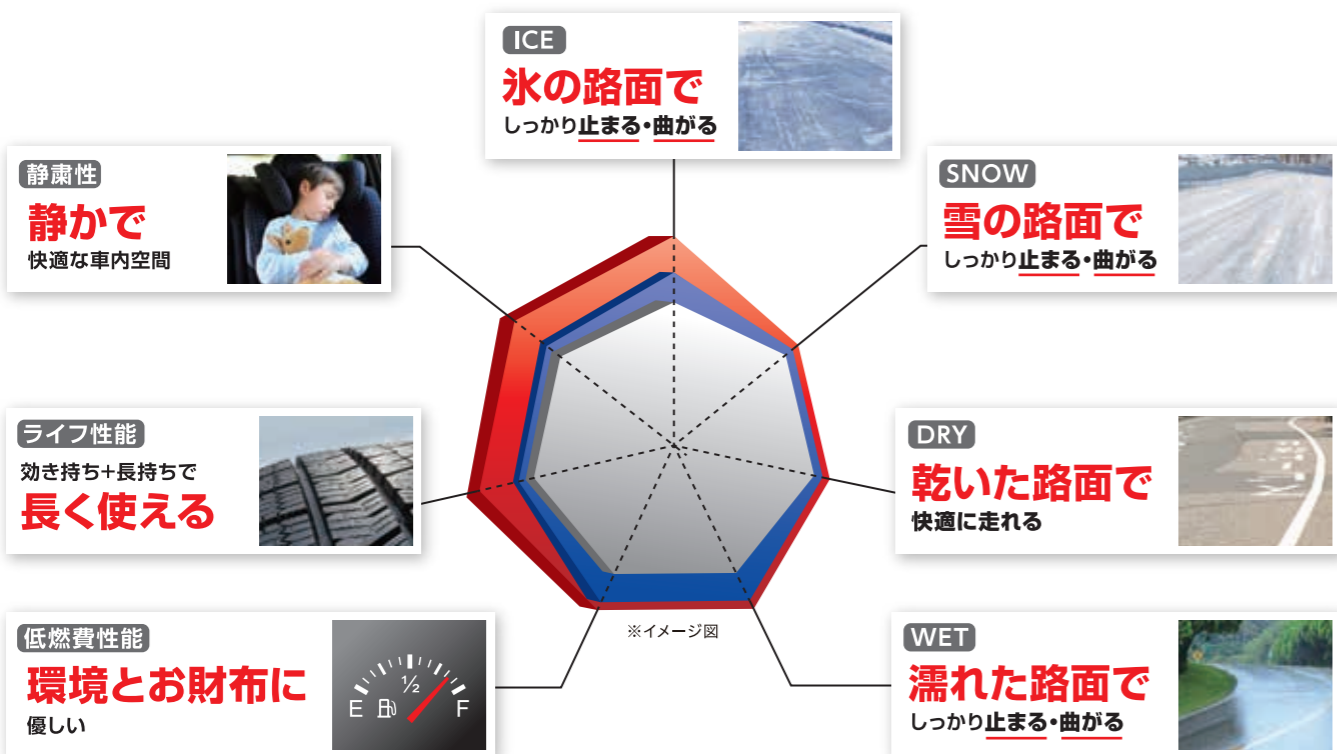 ICE
氷の路面で
しっかり止まる・曲がる
静粛性
静かで
快適な車内空間
SNOW
雪の路面で
しっかり止まる・曲がる
ライフ性能
効き持ち+長持ちで
長く使える
DRY
乾いた路面で
快適に走れる
※イメージ図
低燃費性能
環境とお財布に
優しい
1/2
E F
WET
濡れた路面で
しっかり止まる・曲がる